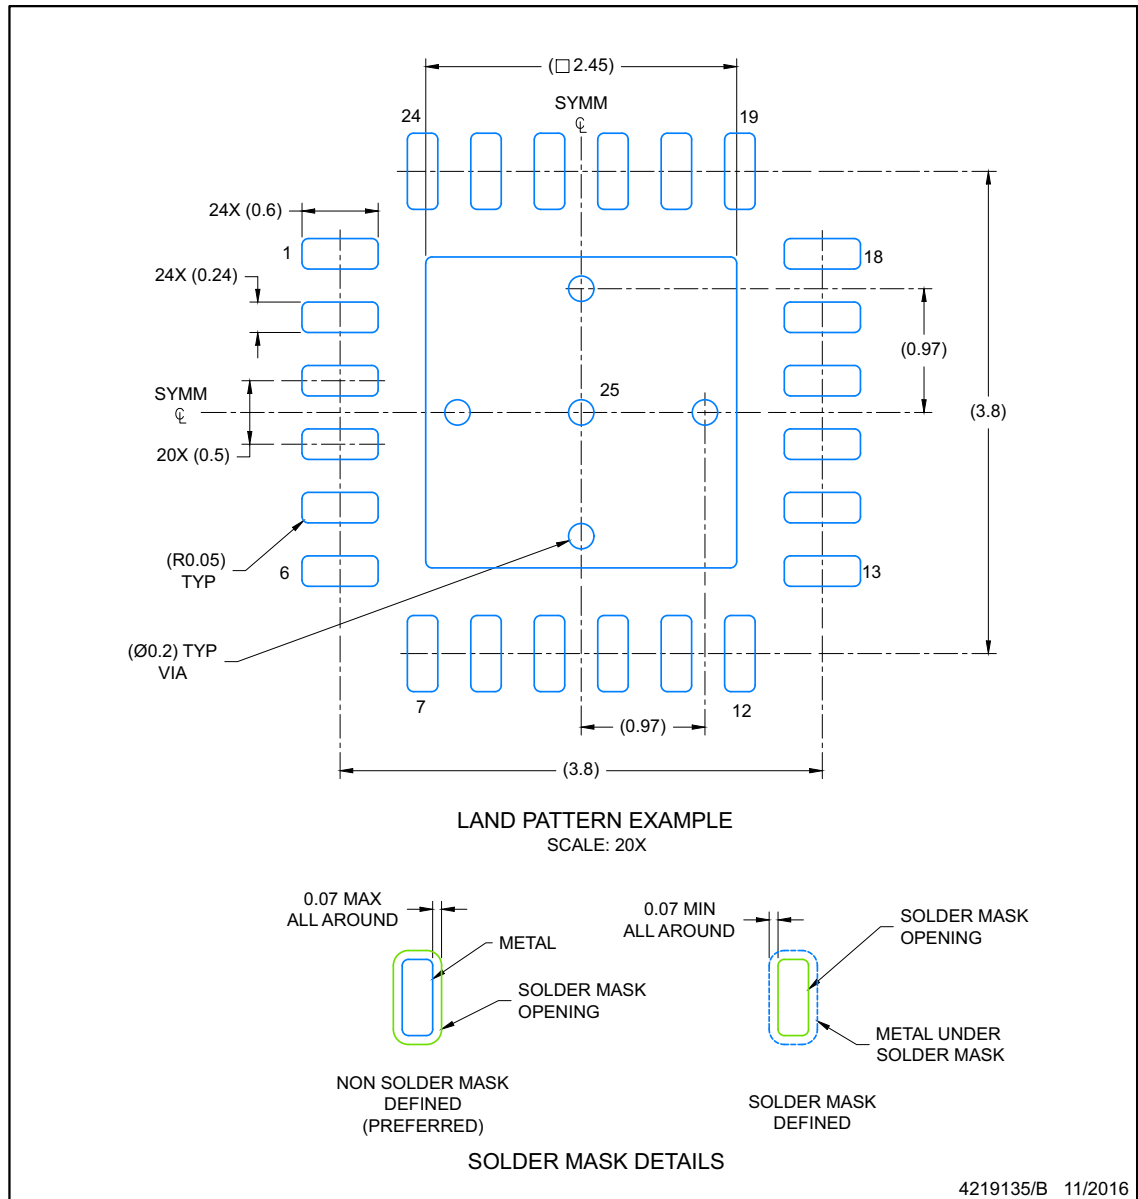 (□2.45)
SYMM
℄
24
19
24X (0.6)
1
18
24X (0.24)
(0.97)
SYMM
℄
25
(3.8)
20X (0.5)
(R0.05)
TYP
6
13
(Ø0.2) TYP
VIA
7
12
(0.97)
(3.8)
LAND PATTERN EXAMPLE
SCALE: 20X
0.07 MAX
ALL AROUND
METAL
SOLDER MASK
OPENING
NON SOLDER MASK
DEFINED
(PREFERRED)
0.07 MIN
ALL AROUND
SOLDER MASK
OPENING
METAL UNDER
SOLDER MASK
SOLDER MASK
DEFINED
SOLDER MASK DETAILS
4219135/B 11/2016